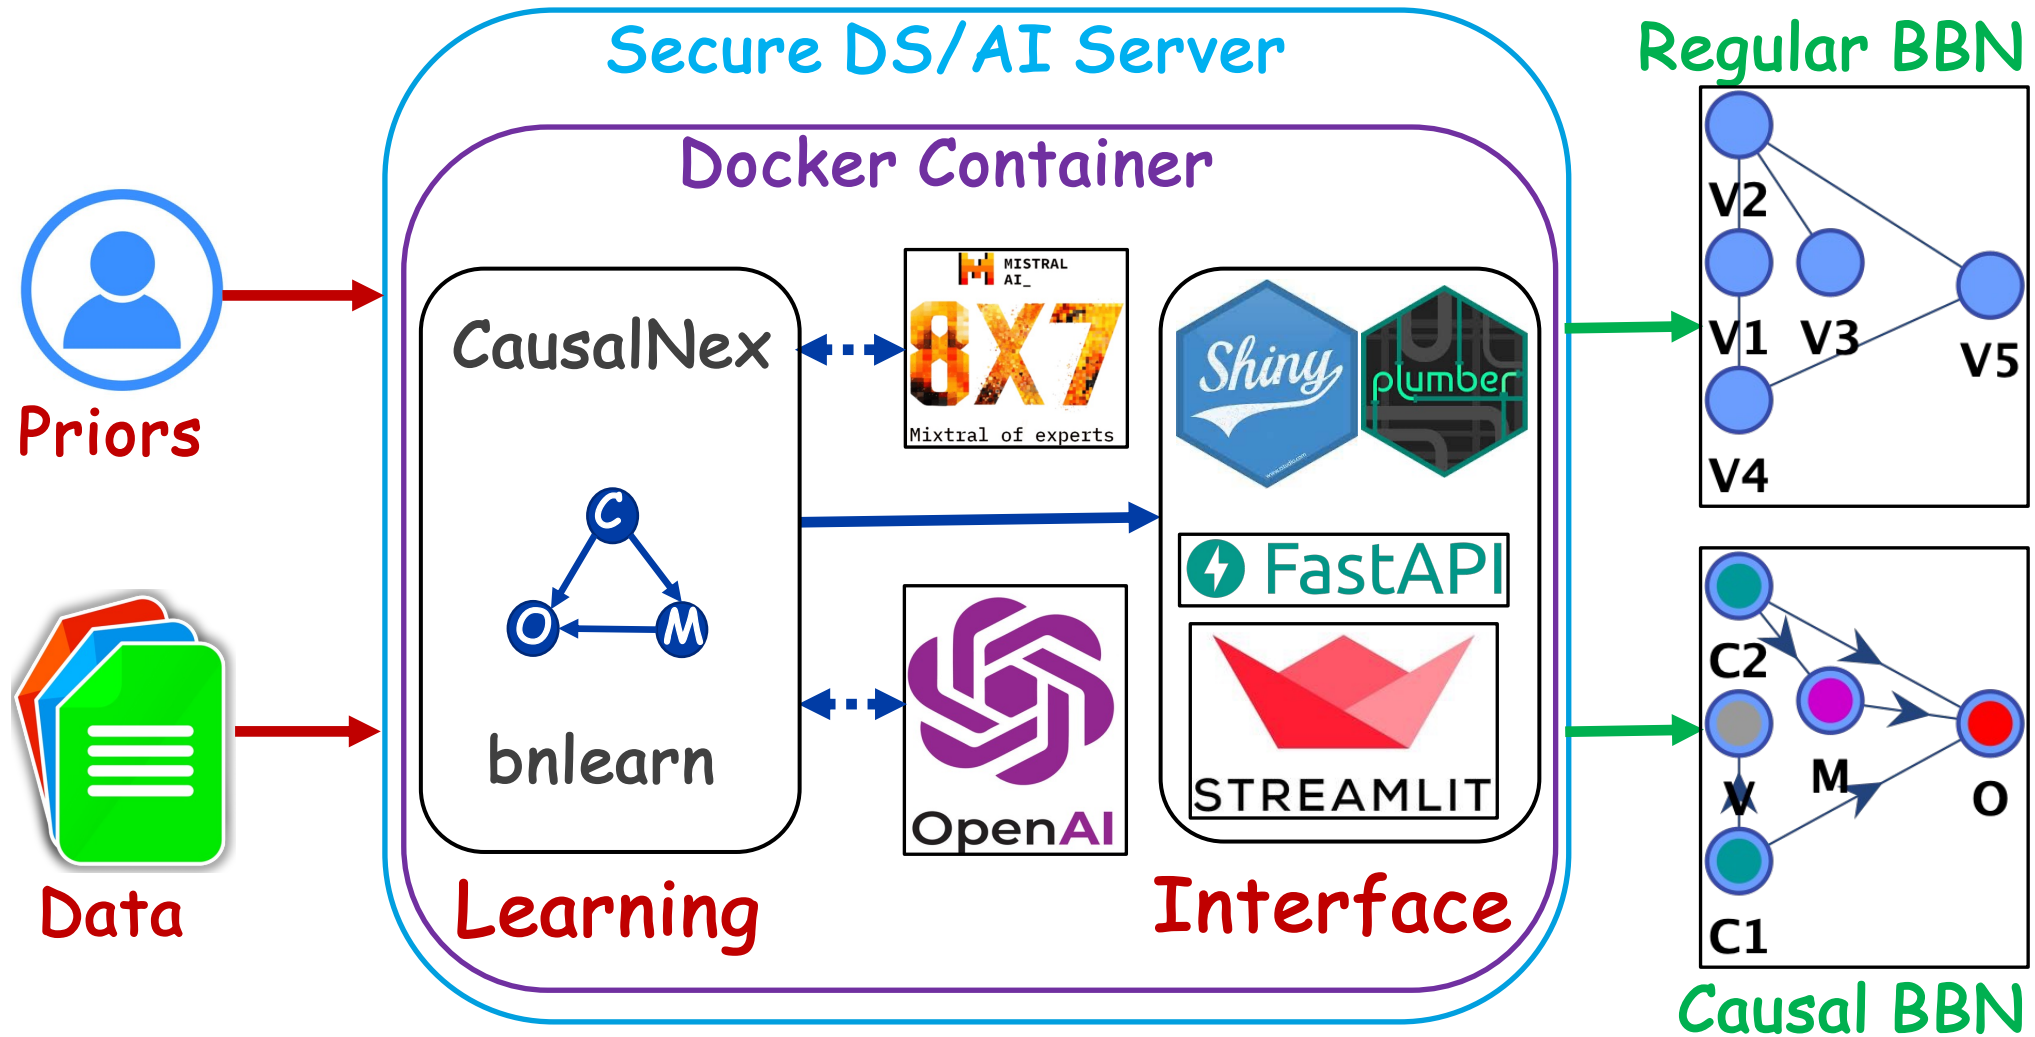 Secure DS/AI Server
Docker Container
Priors
Data
CausalNex
C
O
M
bnlearn
Learning
MISTRAL
AI_
8X7
Mixtral of experts
OpenAI
Shiny
plumber
FastAPI
STREAMLIT
Interface
Regular BBN
V2
V1
V3
V5
V4
C2
V
M
O
C1
Causal BBN